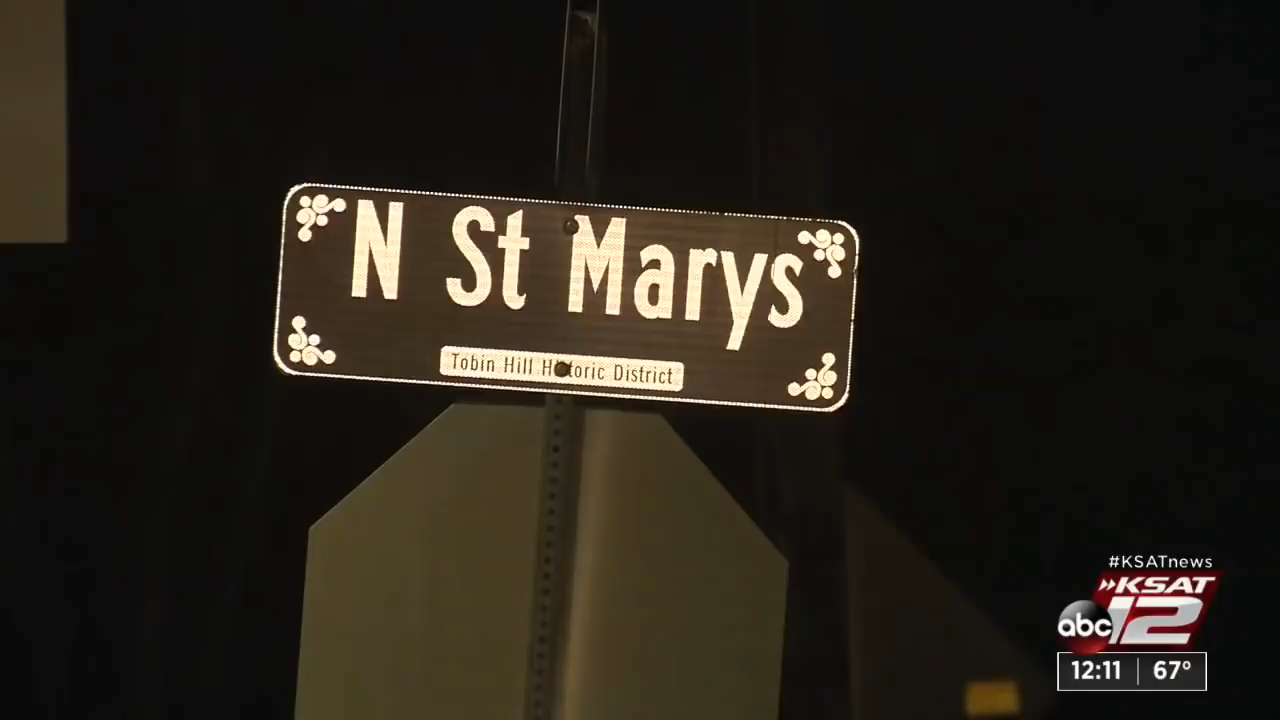 N St Marys
Tobin Hill Historic District
#KSATnews
KSAT
abc 12
12:11 67°